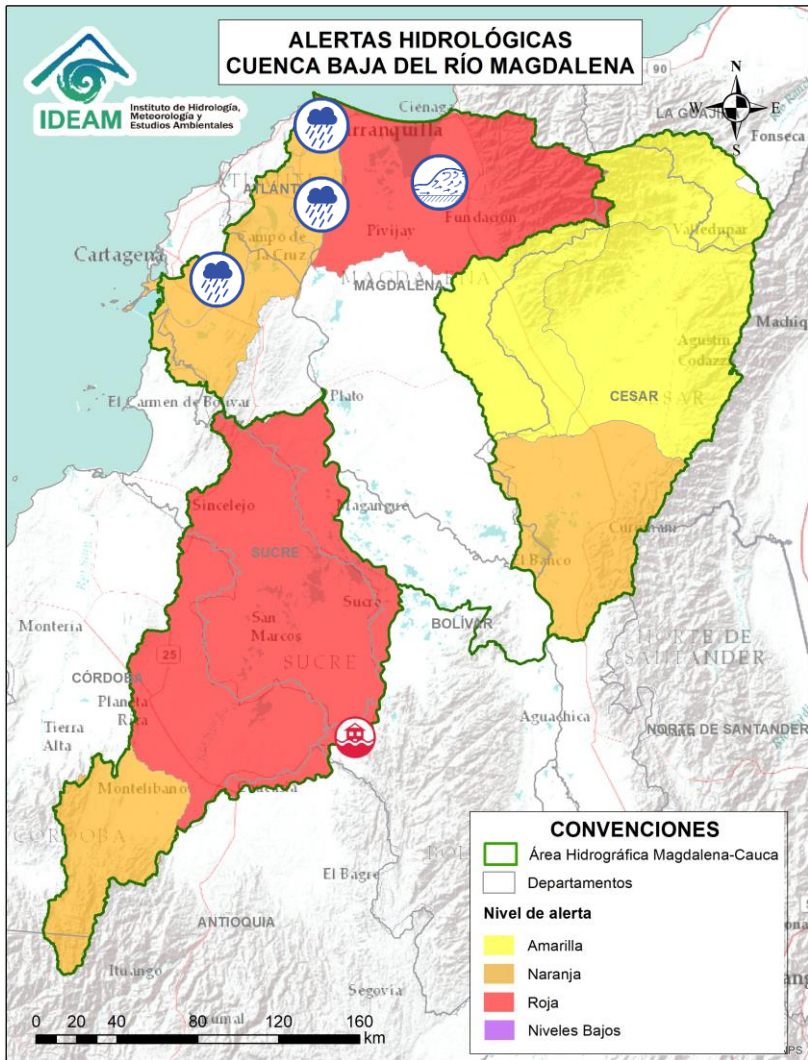 ALERTAS HIDROLÓGICAS
CUENCA BAJA DEL RÍO MAGDALENA
IDEAM
Instituto de Hidrología,
Meteorología y
Estudios Ambientales
N
W
E
S
90
LA GUAJIRA
Fonseca
Ciénaga
rranquilla
ATLÁNT
Valledupar
Fundación
Pivijay
Campo de
la Cruz
Cartagena
MAGDALENA
MAGDALENA
Agustín
Codazzi
CESAR
El Carmen de Bolívar
Plato
Sincelejo
Magangué
SUCRE
Sucre
El Banco
San
Marcos
BOLÍVAR
SUCRE
Montería
25
CÓRDOBA
Planeta
Rica
Tierra
Alta
NORTE DE
SANTANDER
Aguachica
NORTE DE SANTANDER
Montelíbano
CÓRDOBA
El Bagre
ANTIOQUIA
Ituango
Segovia
0 20 40 80 120 160
km
CONVENCIONES
Área Hidrográfica Magdalena-Cauca
Departamentos
Nivel de alerta
Amarilla
Naranja
Roja
Niveles Bajos